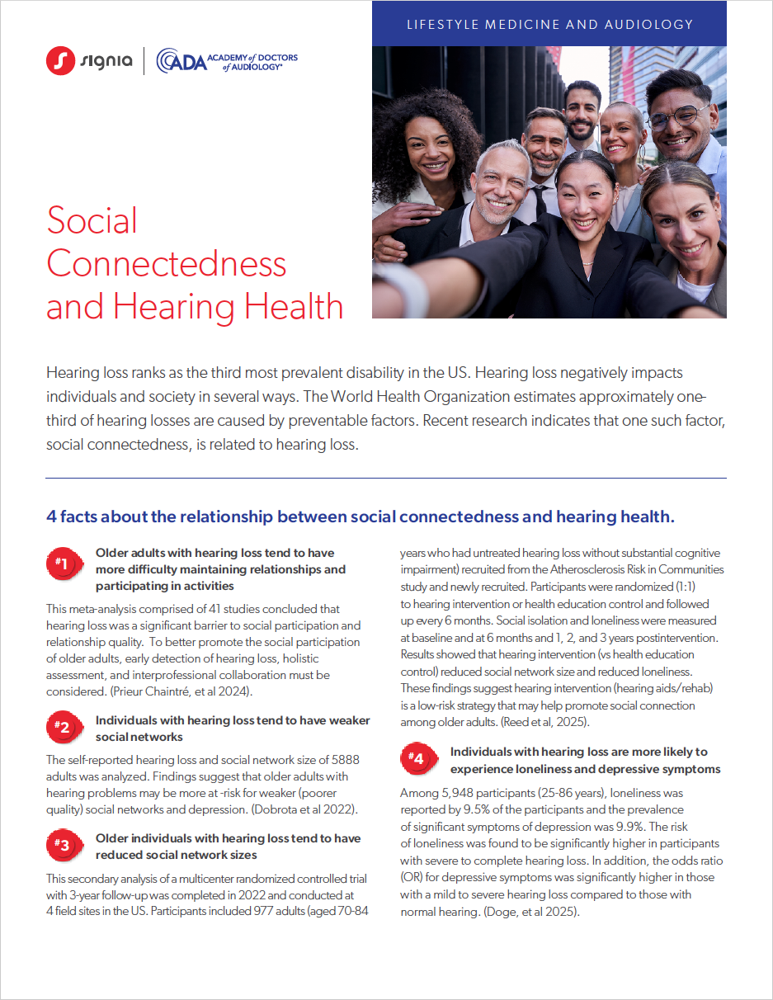 LIFESTYLE MEDICINE AND AUDIOLOGY
signia
ADA ACADEMY of DOCTORS
of AUDIOLOGY®
Social
Connectedness
and Hearing Health
Hearing loss ranks as the third most prevalent disability in the US. Hearing loss negatively impacts
individuals and society in several ways. The World Health Organization estimates approximately one-
third of hearing losses are caused by preventable factors. Recent research indicates that one such factor,
social connectedness, is related to hearing loss.
4 facts about the relationship between social connectedness and hearing health.
#1
Older adults with hearing loss tend to have
more difficulty maintaining relationships and
participating in activities
This meta-analysis comprised of 41 studies concluded that
hearing loss was a significant barrier to social participation and
relationship quality.  To better promote the social participation
of older adults, early detection of hearing loss, holistic
assessment, and interprofessional collaboration must be
considered. (Prieur Chaintré, et al 2024).
#2
Individuals with hearing loss tend to have weaker
social networks
The self-reported hearing loss and social network size of 5888
adults was analyzed. Findings suggest that older adults with
hearing problems may be more at -risk for weaker (poorer
quality) social networks and depression. (Dobrota et al 2022).
#3
Older individuals with hearing loss tend to have
reduced social network sizes
This secondary analysis of a multicenter randomized controlled trial
with 3-year follow-up was completed in 2022 and conducted at
4 field sites in the US. Participants included 977 adults (aged 70-84
years who had untreated hearing loss without substantial cognitive
impairment) recruited from the Atherosclerosis Risk in Communities
study and newly recruited. Participants were randomized (1:1)
to hearing intervention or health education control and followed
up every 6 months. Social isolation and loneliness were measured
at baseline and at 6 months and 1, 2, and 3 years postintervention.
Results showed that hearing intervention (vs health education
control) reduced social network size and reduced loneliness.
These findings suggest hearing intervention (hearing aids/rehab)
is a low-risk strategy that may help promote social connection
among older adults. (Reed et al, 2025).
#4
Individuals with hearing loss are more likely to
experience loneliness and depressive symptoms
Among 5,948 participants (25-86 years), loneliness was
reported by 9.5% of the participants and the prevalence
of significant symptoms of depression was 9.9%. The risk
of loneliness was found to be significantly higher in participants
with severe to complete hearing loss. In addition, the odds ratio
(OR) for depressive symptoms was significantly higher in those
with a mild to severe hearing loss compared to those with
normal hearing. (Doge, et al 2025).